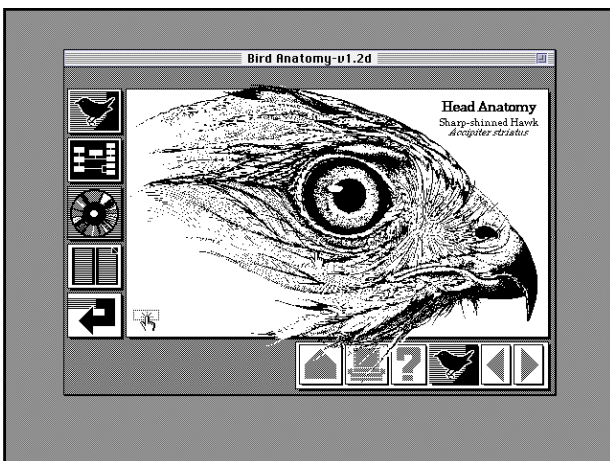 Bird Anatomy-v1.2d
Head Anatomy
Sharp-shinned Hawk
Accipiter striatus
?